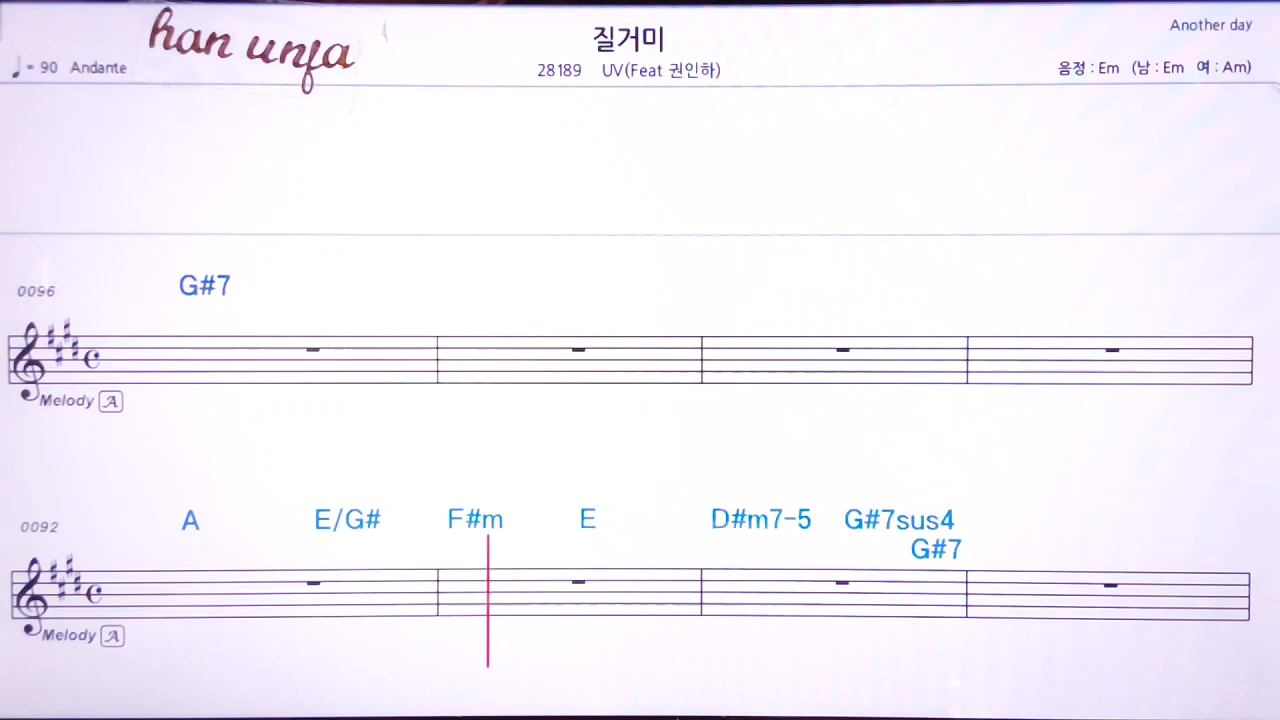 han unfa
질거미
Another day
♩= 90 Andante
28189 UV(Feat 권인하)
음정 : Em (남 : Em 여 : Am)
0096
G#7
Melody A
0092
A E/G# F#m E D#m7-5 G#7sus4
G#7
Melody A